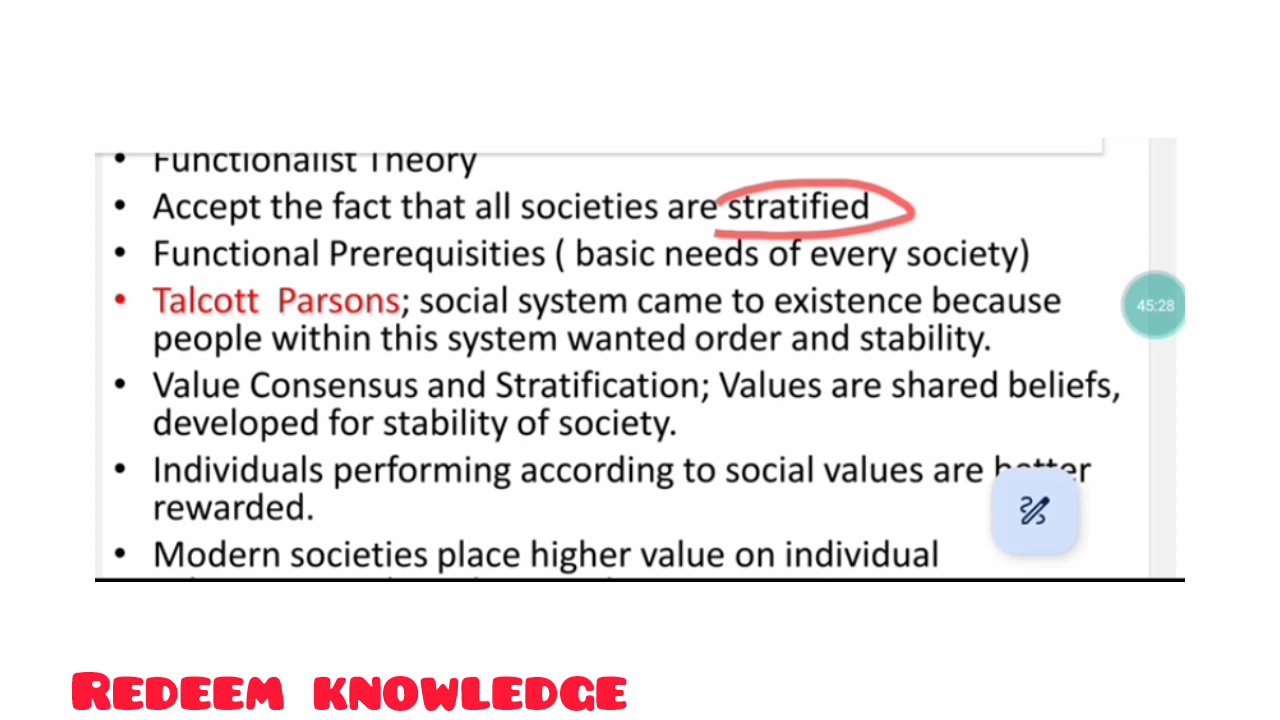 • Functionalist Theory
• Accept the fact that all societies are stratified
• Functional Prerequisities ( basic needs of every society)
• Talcott Parsons; social system came to existence because
people within this system wanted order and stability.
45:28
• Value Consensus and Stratification; Values are shared beliefs,
developed for stability of society.
• Individuals performing according to social values are better
rewarded.
• Modern societies place higher value on individual
REDEEM KNOWLEDGE